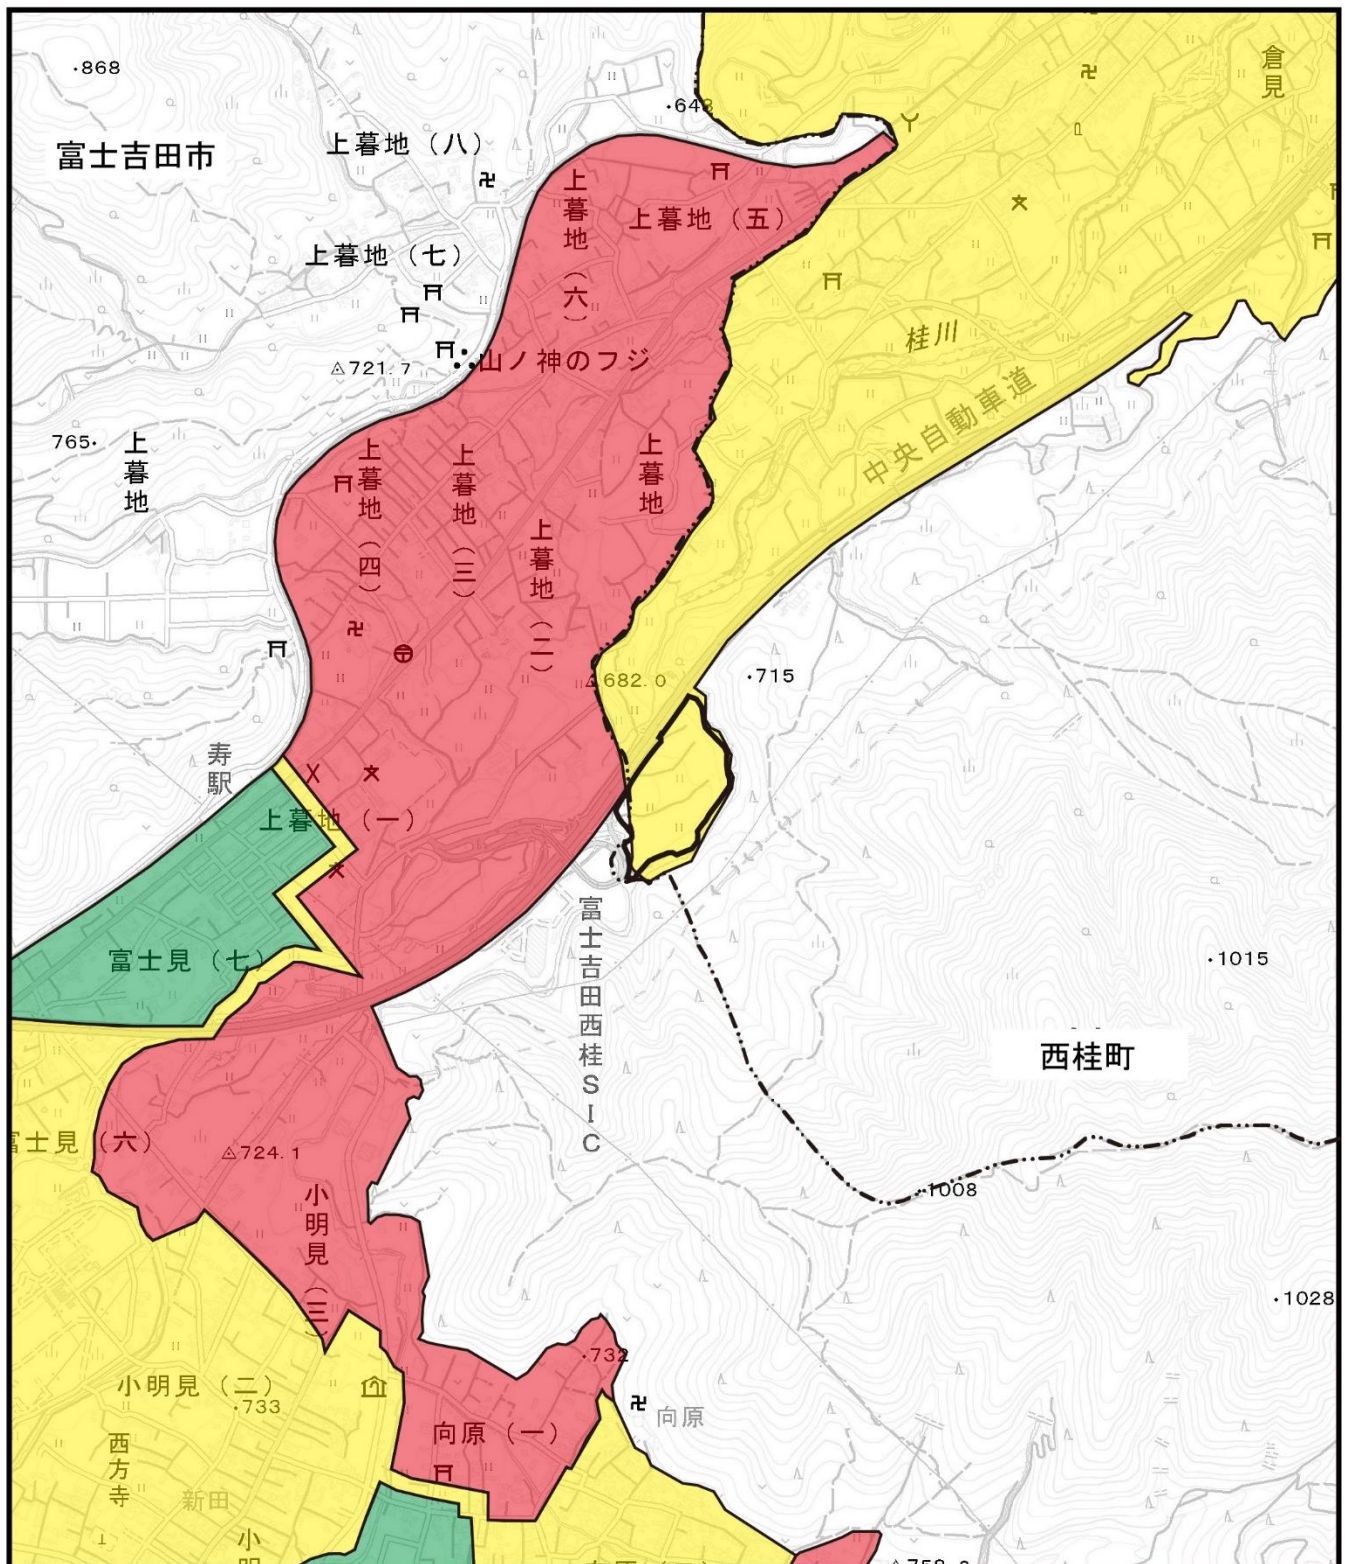 倉見
・868
・643
富士吉田市
上暮地（八）
上暮地（六）
上暮地（五）
上暮地（七）
桂川
山ノ神のフジ
△721.7
中央自動車道
765・
上暮地
上暮地（四）
上暮地（三）
上暮地
上暮地（二）
△682.0
・715
寿駅
上暮地（一）
富士吉田西桂SIC
富士見（七）
・1015
西桂町
富士見（六）
△724.1
・1008
小明見（三）
・1028
・732
小明見（二）
・733
向原
向原（一）
西方寺
新田